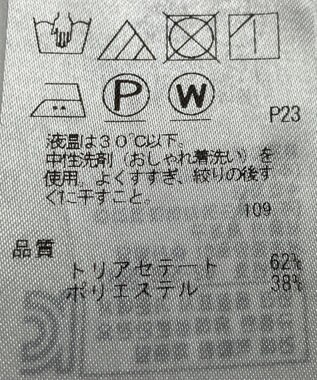 P W
P23
液温は30℃以下、
中性洗剤（おしゃれ着洗い）を
使用。よくすすぎ、絞りの後す
ぐに干すこと。
109
品質
トリアセテート 62%
ポリエステル 38%